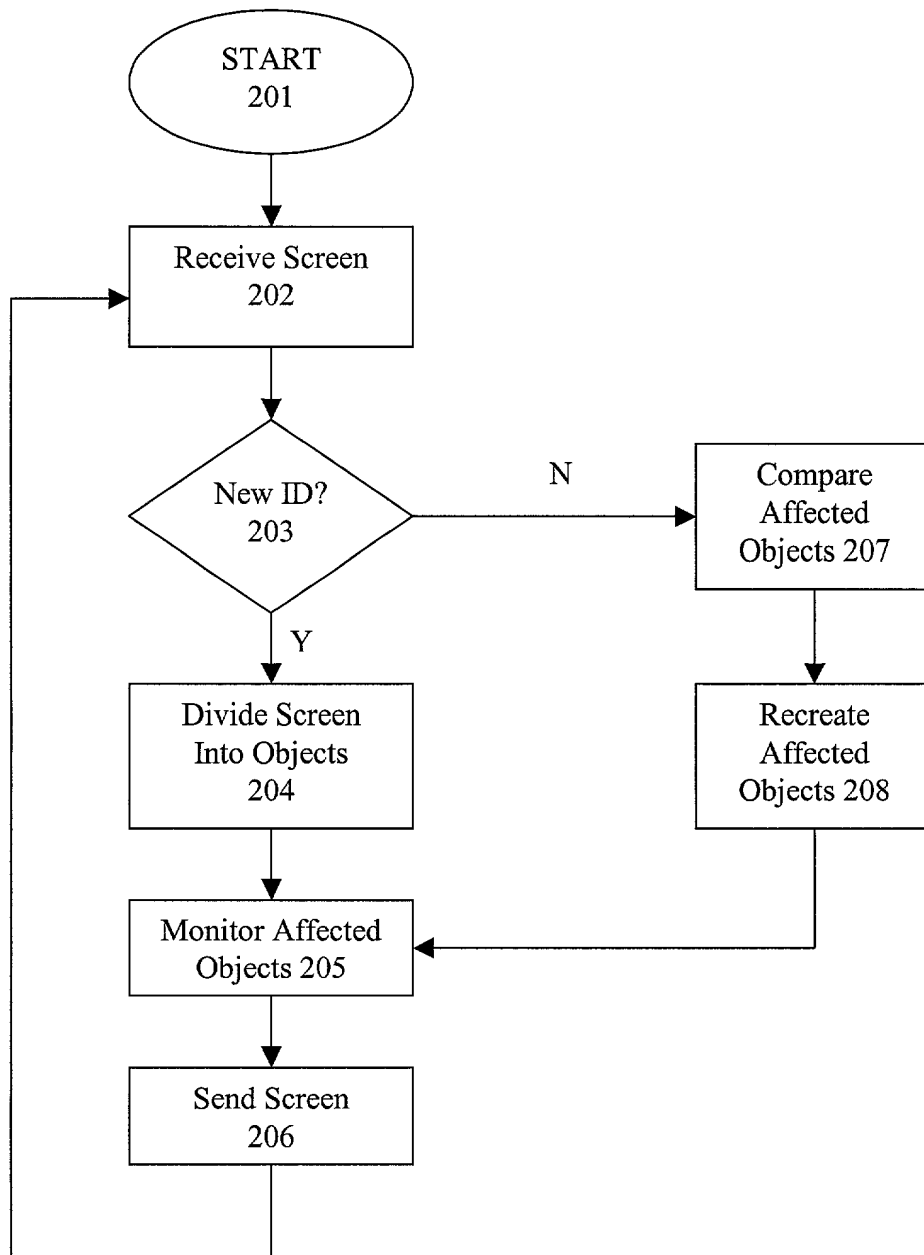 START
201
Receive Screen
202
New ID?
203
N
Y
Compare
Affected
Objects 207
Divide Screen
Into Objects
204
Recreate
Affected
Objects 208
Monitor Affected
Objects 205
Send Screen
206